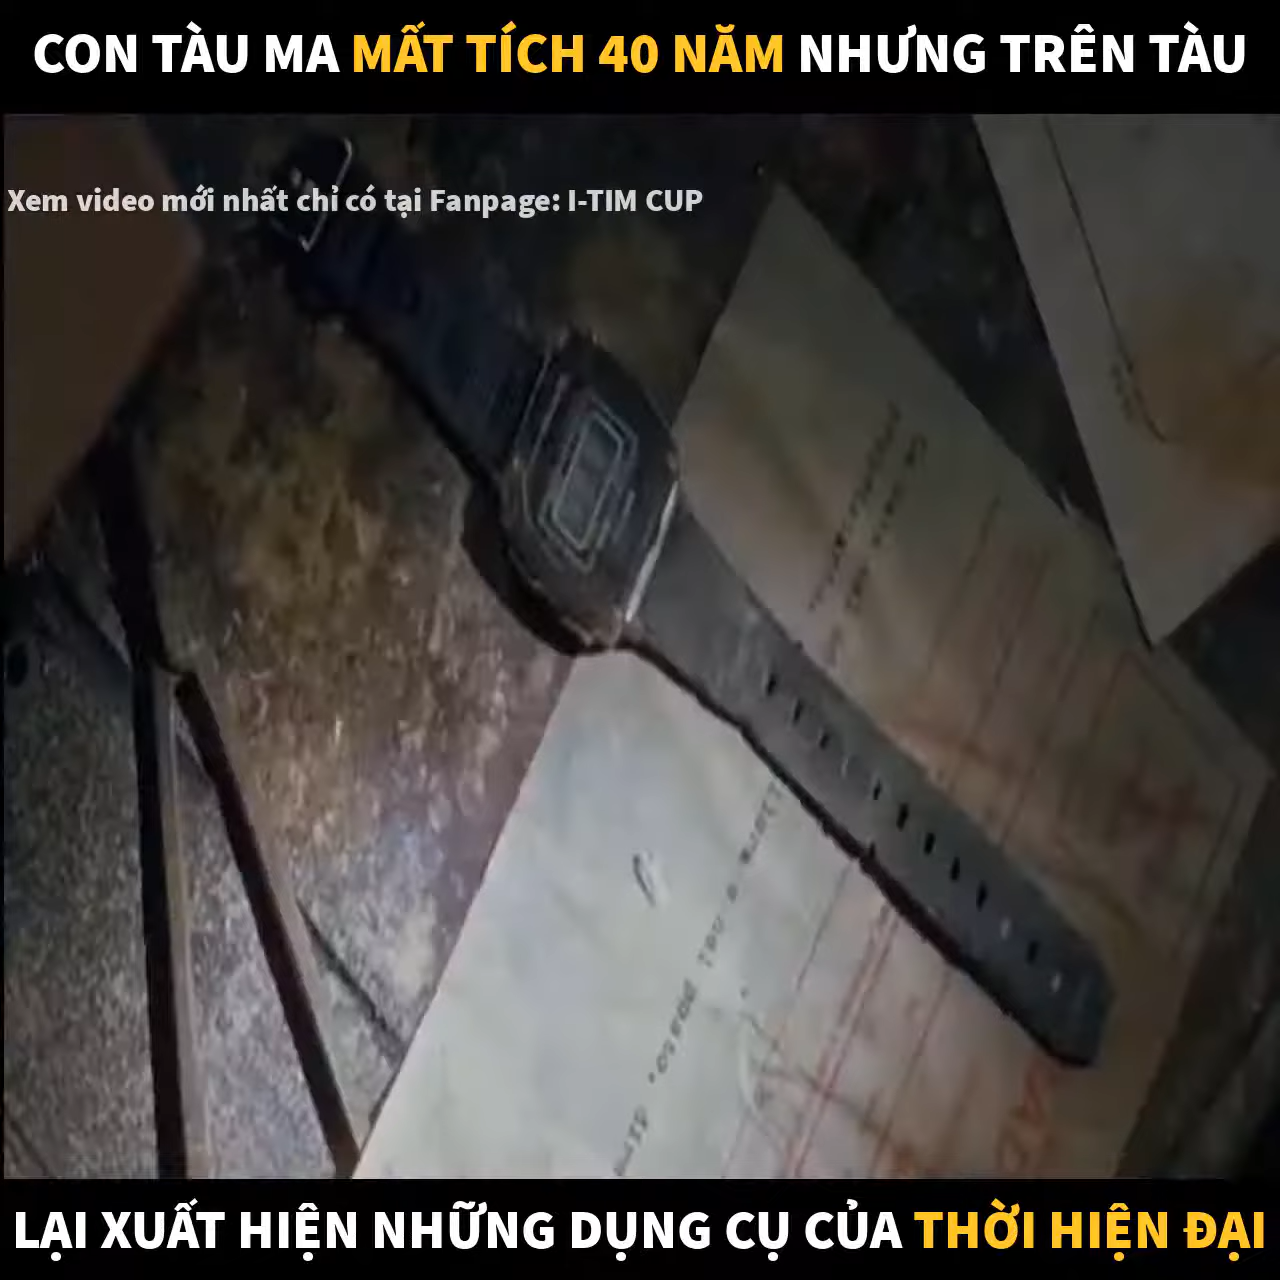 CON TÀU MA MẤT TÍCH 40 NĂM NHƯNG TRÊN TÀU
Xem video mới nhất chỉ có tại Fanpage: I-TIM CUP
LẠI XUẤT HIỆN NHỮNG DỤNG CỤ CỦA THỜI HIỆN ĐẠI